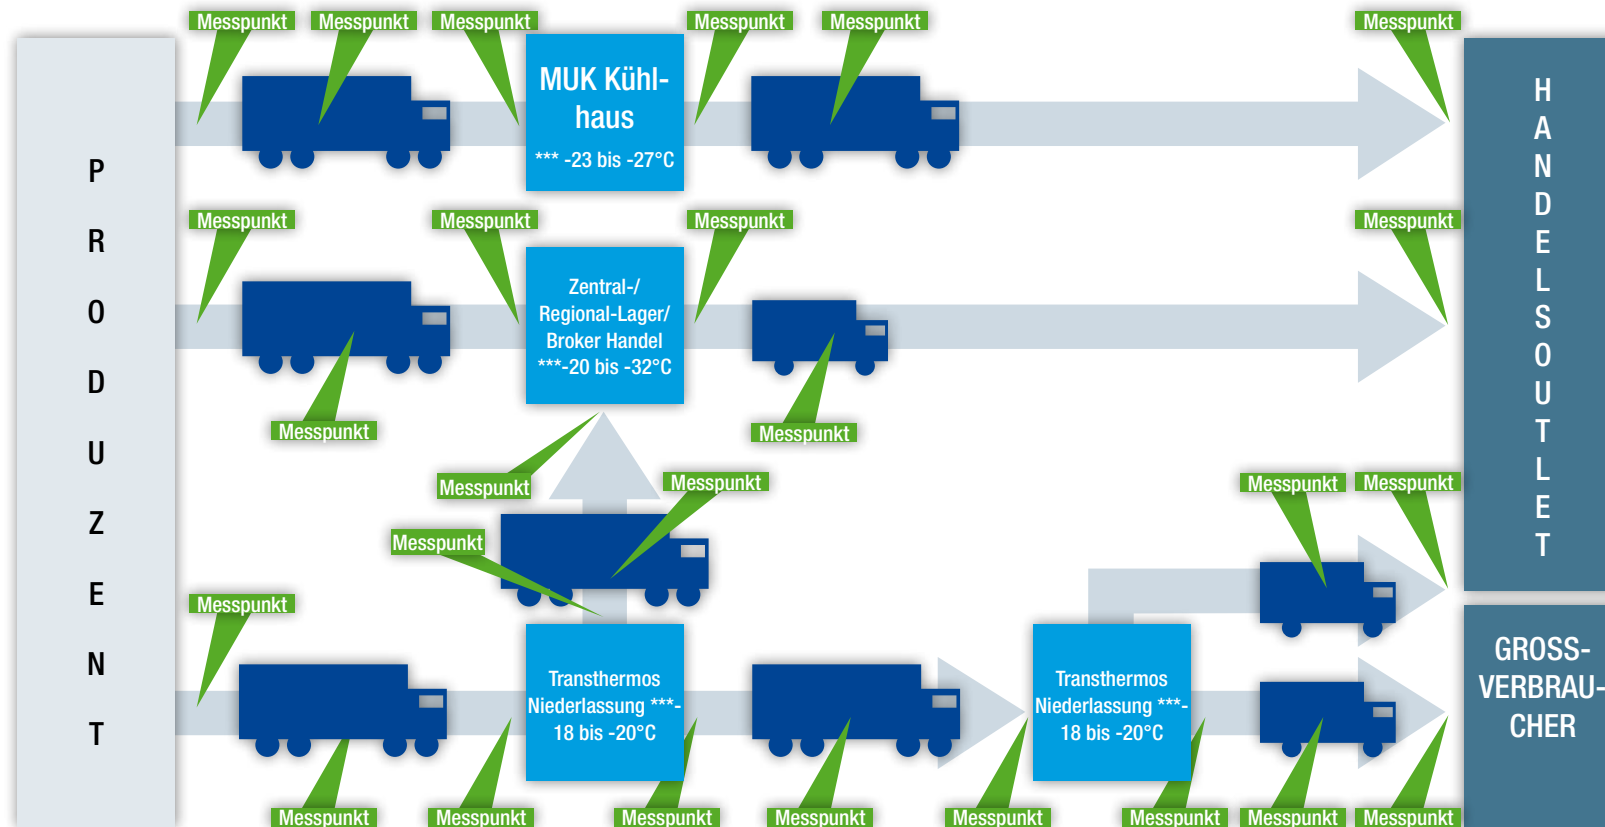 Messpunkt Messpunkt Messpunkt Messpunkt Messpunkt Messpunkt
PRODUZENT
MUK Kühl-
haus
*** -23 bis -27°C
HANDELSOUTLET
Messpunkt Messpunkt Messpunkt Messpunkt
Zentral-/
Regional-Lager/
Broker Handel
***-20 bis -32°C
Messpunkt Messpunkt
Messpunkt Messpunkt Messpunkt Messpunkt
Messpunkt
Messpunkt
Transthermos
Niederlassung ***-
18 bis -20°C
Transthermos
Niederlassung ***-
18 bis -20°C
GROSS-
VERBRAU-
CHER
Messpunkt Messpunkt Messpunkt Messpunkt Messpunkt Messpunkt Messpunkt Messpunkt